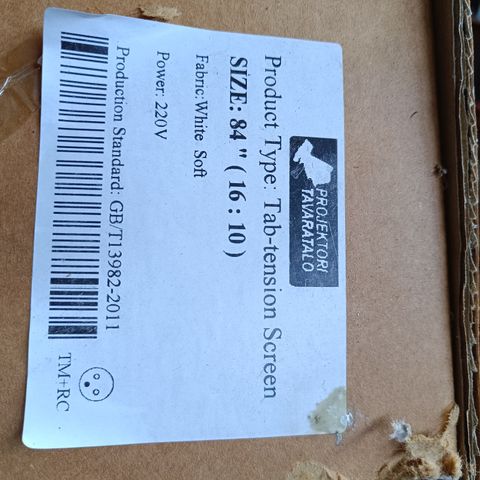 PROJEKTORI
TAVARATALO
Product Type: Tab-tension Screen
SIZE: 84 " ( 16 : 10 )
Fabric:White Soft
Power: 220V
Production Standard: GB/T13982-2011
TM+RC